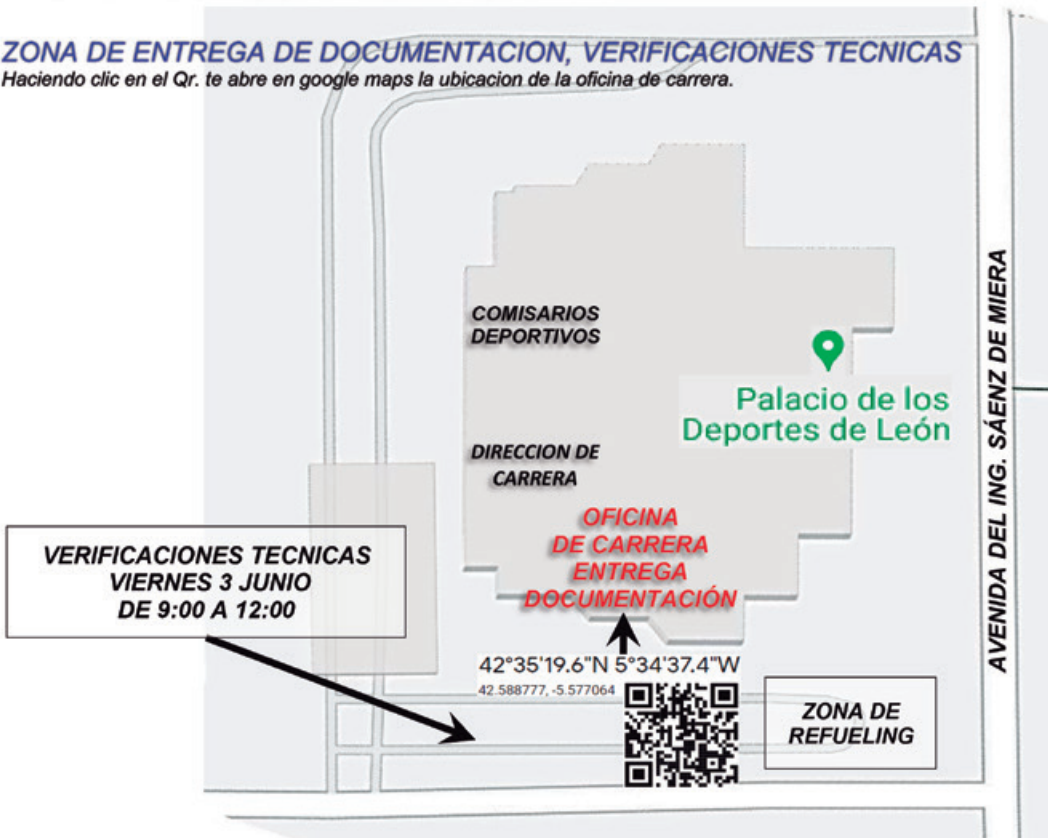 ZONA DE ENTREGA DE DOCUMENTACION, VERIFICACIONES TECNICAS
Haciendo clic en el Qr. te abre en google maps la ubicacion de la oficina de carrera.
COMISARIOS
DEPORTIVOS
Palacio de los
Deportes de León
AVENIDA DEL ING. SÁENZ DE MIERA
DIRECCION DE
CARRERA
OFICINA
DE CARRERA
ENTREGA
DOCUMENTACIÓN
VERIFICACIONES TECNICAS
VIERNES 3 JUNIO
DE 9:00 A 12:00
42°35'19.6"N 5°34'37.4"W
42.588777, -5.577064
ZONA DE
REFUELING